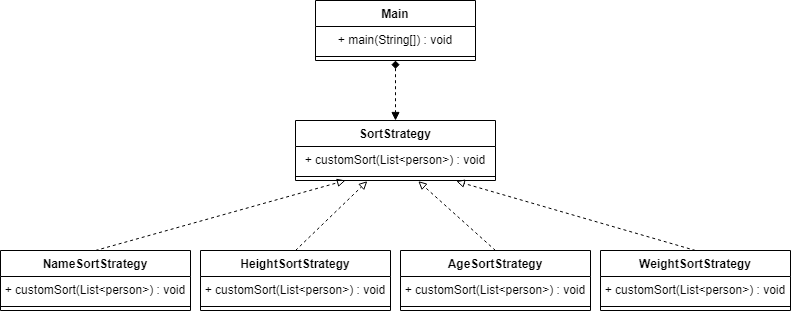 Main
+ main(String[]) : void
SortStrategy
+ customSort(List<person>) : void
NameSortStrategy
+ customSort(List<person>) : void
HeightSortStrategy
+ customSort(List<person>) : void
AgeSortStrategy
+ customSort(List<person>) : void
WeightSortStrategy
+ customSort(List<person>) : void